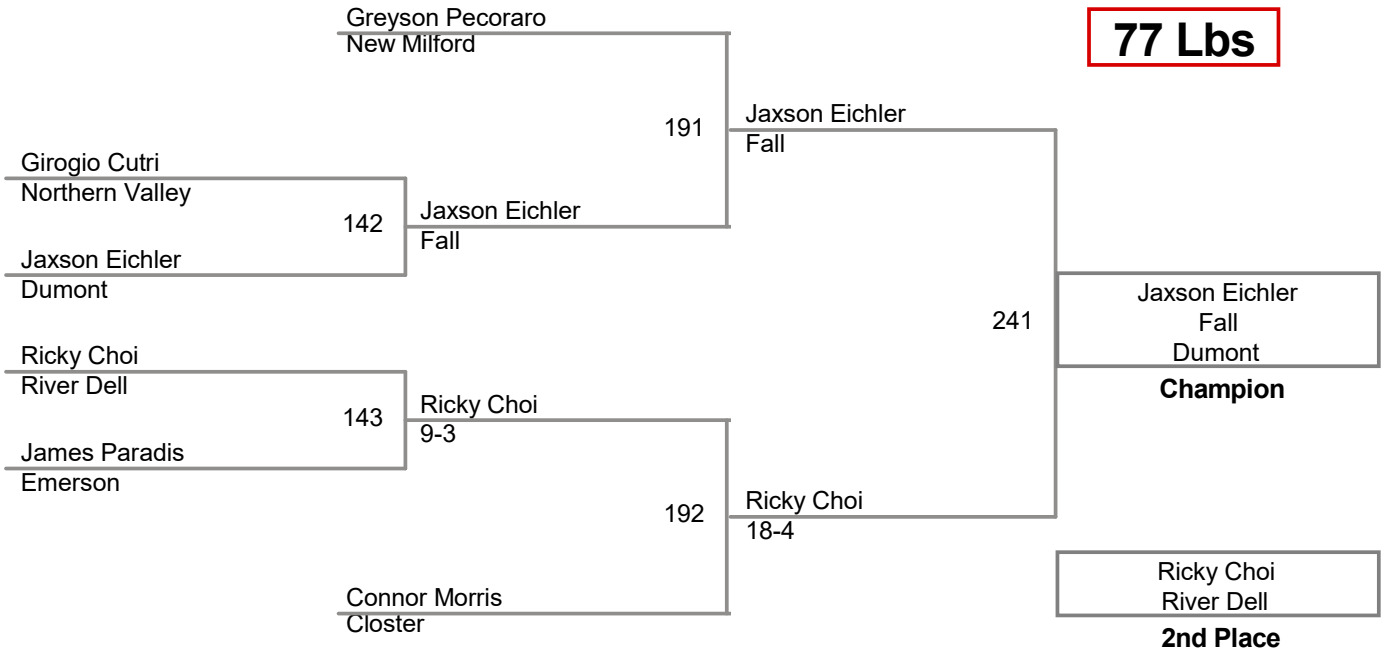 Greyson Pecoraro
New Milford
77 Lbs
191
Jaxson Eichler
Fall
Girogio Cutri
Northern Valley
142
Jaxson Eichler
Fall
Jaxson Eichler
Dumont
241
Jaxson Eichler
Fall
Dumont
Champion
Ricky Choi
River Dell
143
Ricky Choi
9-3
James Paradis
Emerson
192
Ricky Choi
18-4
Connor Morris
Closter
Ricky Choi
River Dell
2nd Place